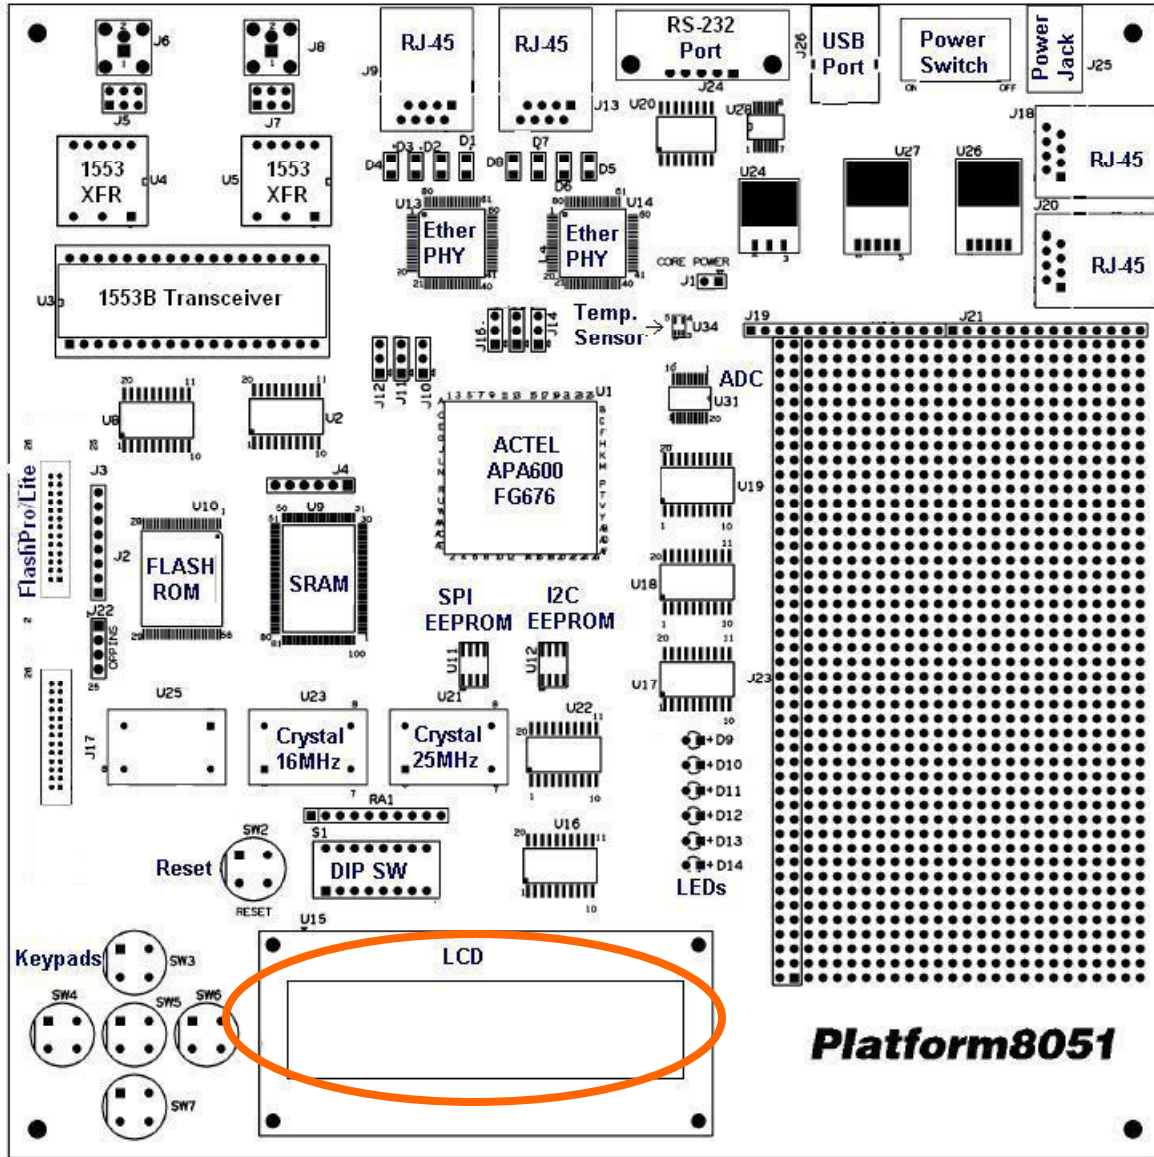 J6
J8
J5
J7
RJ-45
RJ-45
J9
J13
RS-232
Port
J24
J26
USB
Port
Power
Switch
ON
OFF
Power
Jack
J25
1553
XFR
U4
U5
1553
XFR
D4
D3
D2
D1
D8
D7
D6
D5
U20
U28
U24
U27
U26
J18
RJ-45
J20
RJ-45
U13
Ether
PHY
U14
Ether
PHY
CORE POWER
J1
U3
1553B Transceiver
J16
J14
Temp.
Sensor
U34
J19
J21
J12
J11
J10
U8
U2
U1
ACTEL
APA600
FG676
ADC
U31
FlashPro/Lite
J3
J2
J4
U10
FLASH
ROM
U9
SRAM
U19
U18
U17
J23
J22
OPPINS
SPI
EEPROM
U11
I2C
EEPROM
U12
J17
U25
U23
Crystal
16MHz
U21
Crystal
25MHz
U22
D9
D10
D11
D12
D13
D14
LEDs
RA1
SW2
Reset
RESET
S1
DIP SW
U16
U15
LCD
Keypads
SW3
SW4
SW5
SW6
SW7
Platform8051